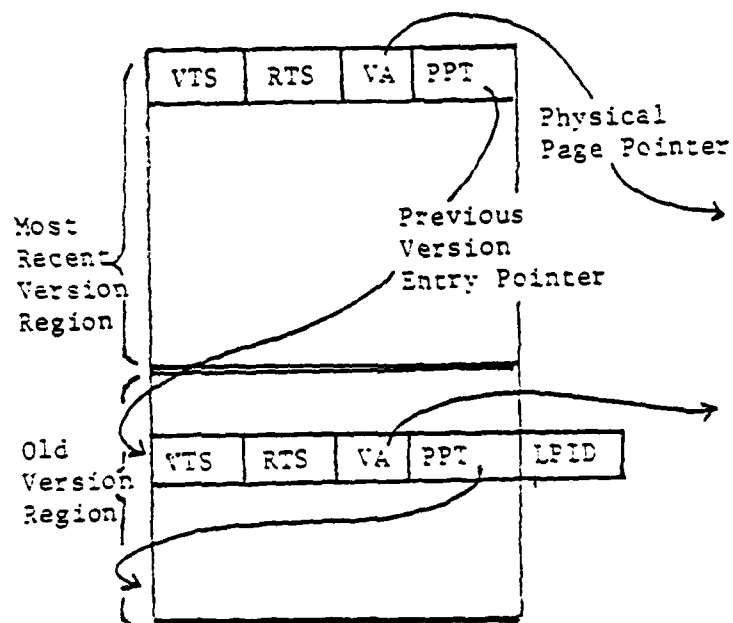 VTS RTS VA PPT
Physical
Page Pointer
Previous
Version
Entry Pointer
Most
Recent
Version
Region
VTS RTS VA PPT LPID
Old
Version
Region